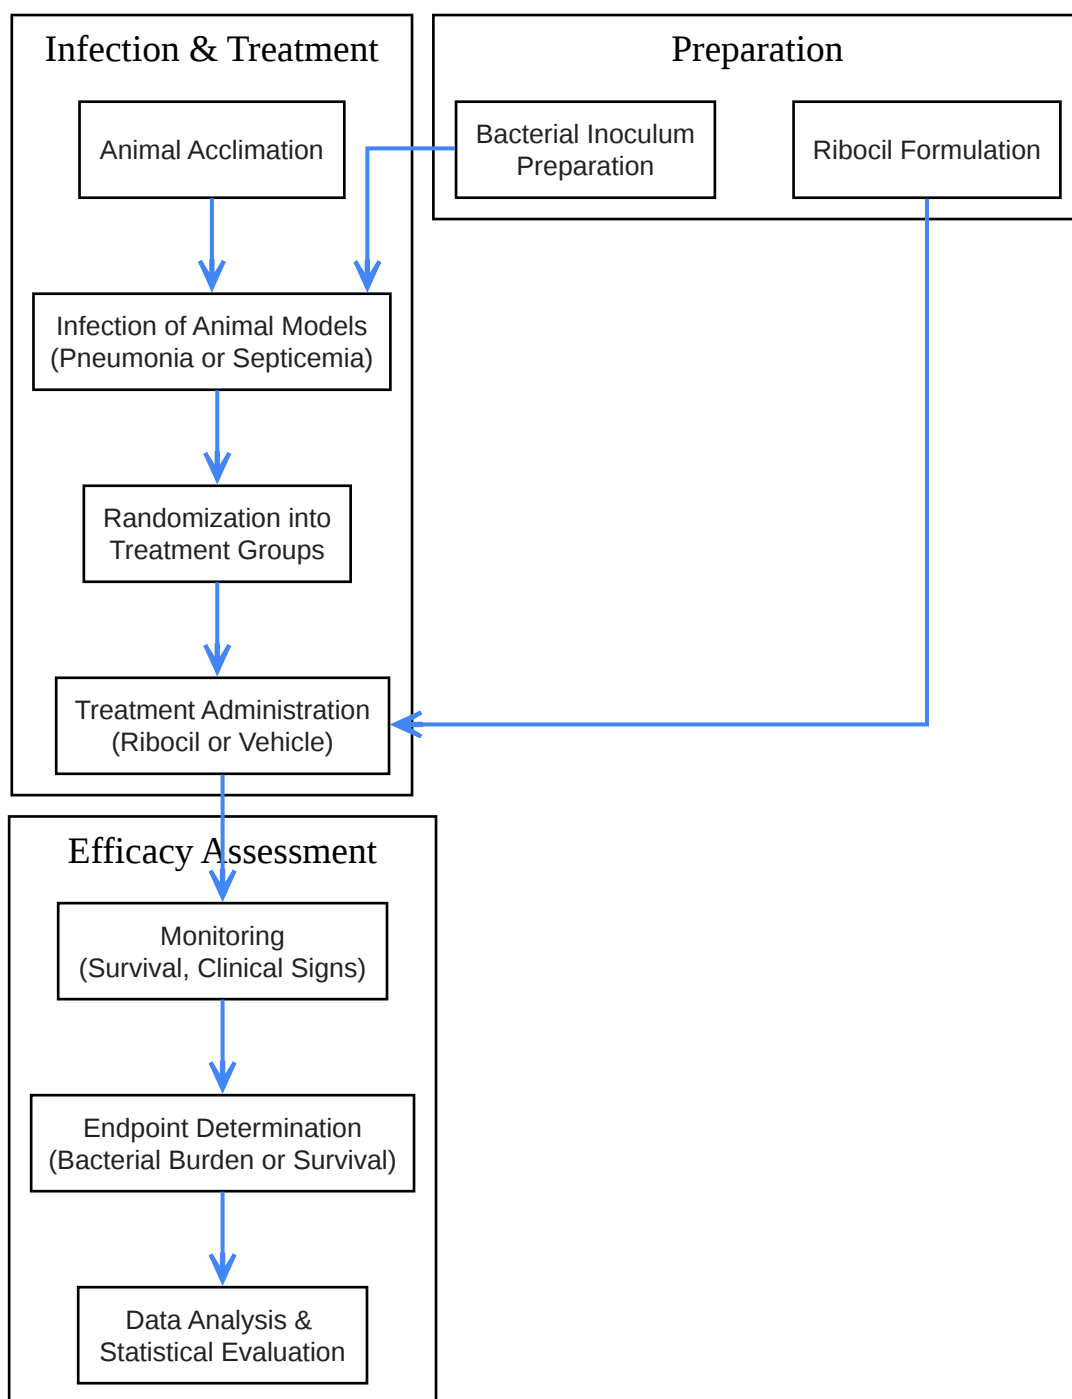 Infection & Treatment
Preparation
Animal Acclimation
Bacterial Inoculum
Preparation
Ribocil Formulation
Infection of Animal Models
(Pneumonia or Septicemia)
Randomization into
Treatment Groups
Treatment Administration
(Ribocil or Vehicle)
Efficacy Assessment
Monitoring
(Survival, Clinical Signs)
Endpoint Determination
(Bacterial Burden or Survival)
Data Analysis &
Statistical Evaluation